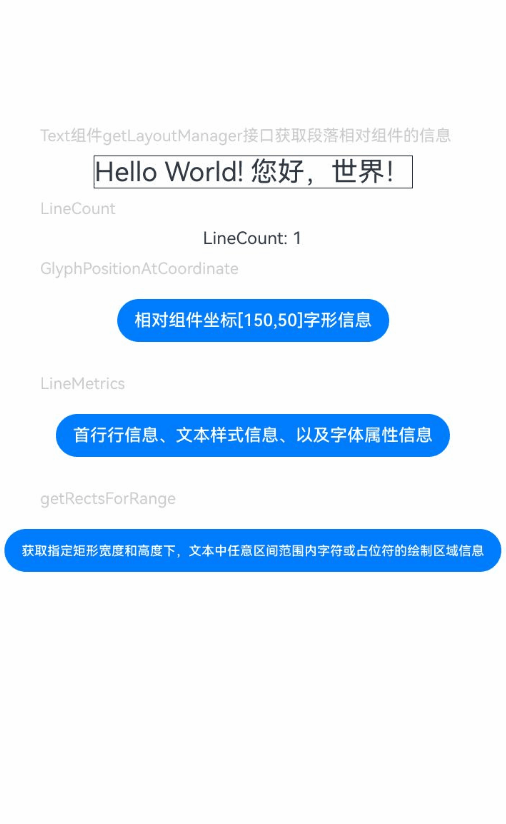 Text组件getLayoutManager接口获取段落相对组件的信息
Hello World! 您好，世界！
LineCount
LineCount: 1
GlyphPositionAtCoordinate
相对组件坐标[150,50]字形信息
LineMetrics
首行行信息、文本样式信息、以及字体属性信息
getRectsForRange
获取指定矩形宽度和高度下，文本中任意区间范围内字符或占位符的绘制区域信息